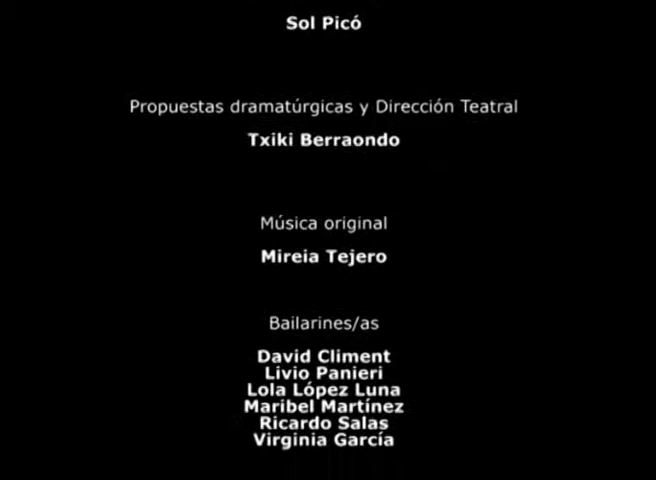 Sol Picó
Propuestas dramatúrgicas y Dirección Teatral
Txiki Berraondo
Música original
Mireia Tejero
Bailarines/as
David Climent
Livio Panieri
Lola López Luna
Maribel Martínez
Ricardo Salas
Virginia García